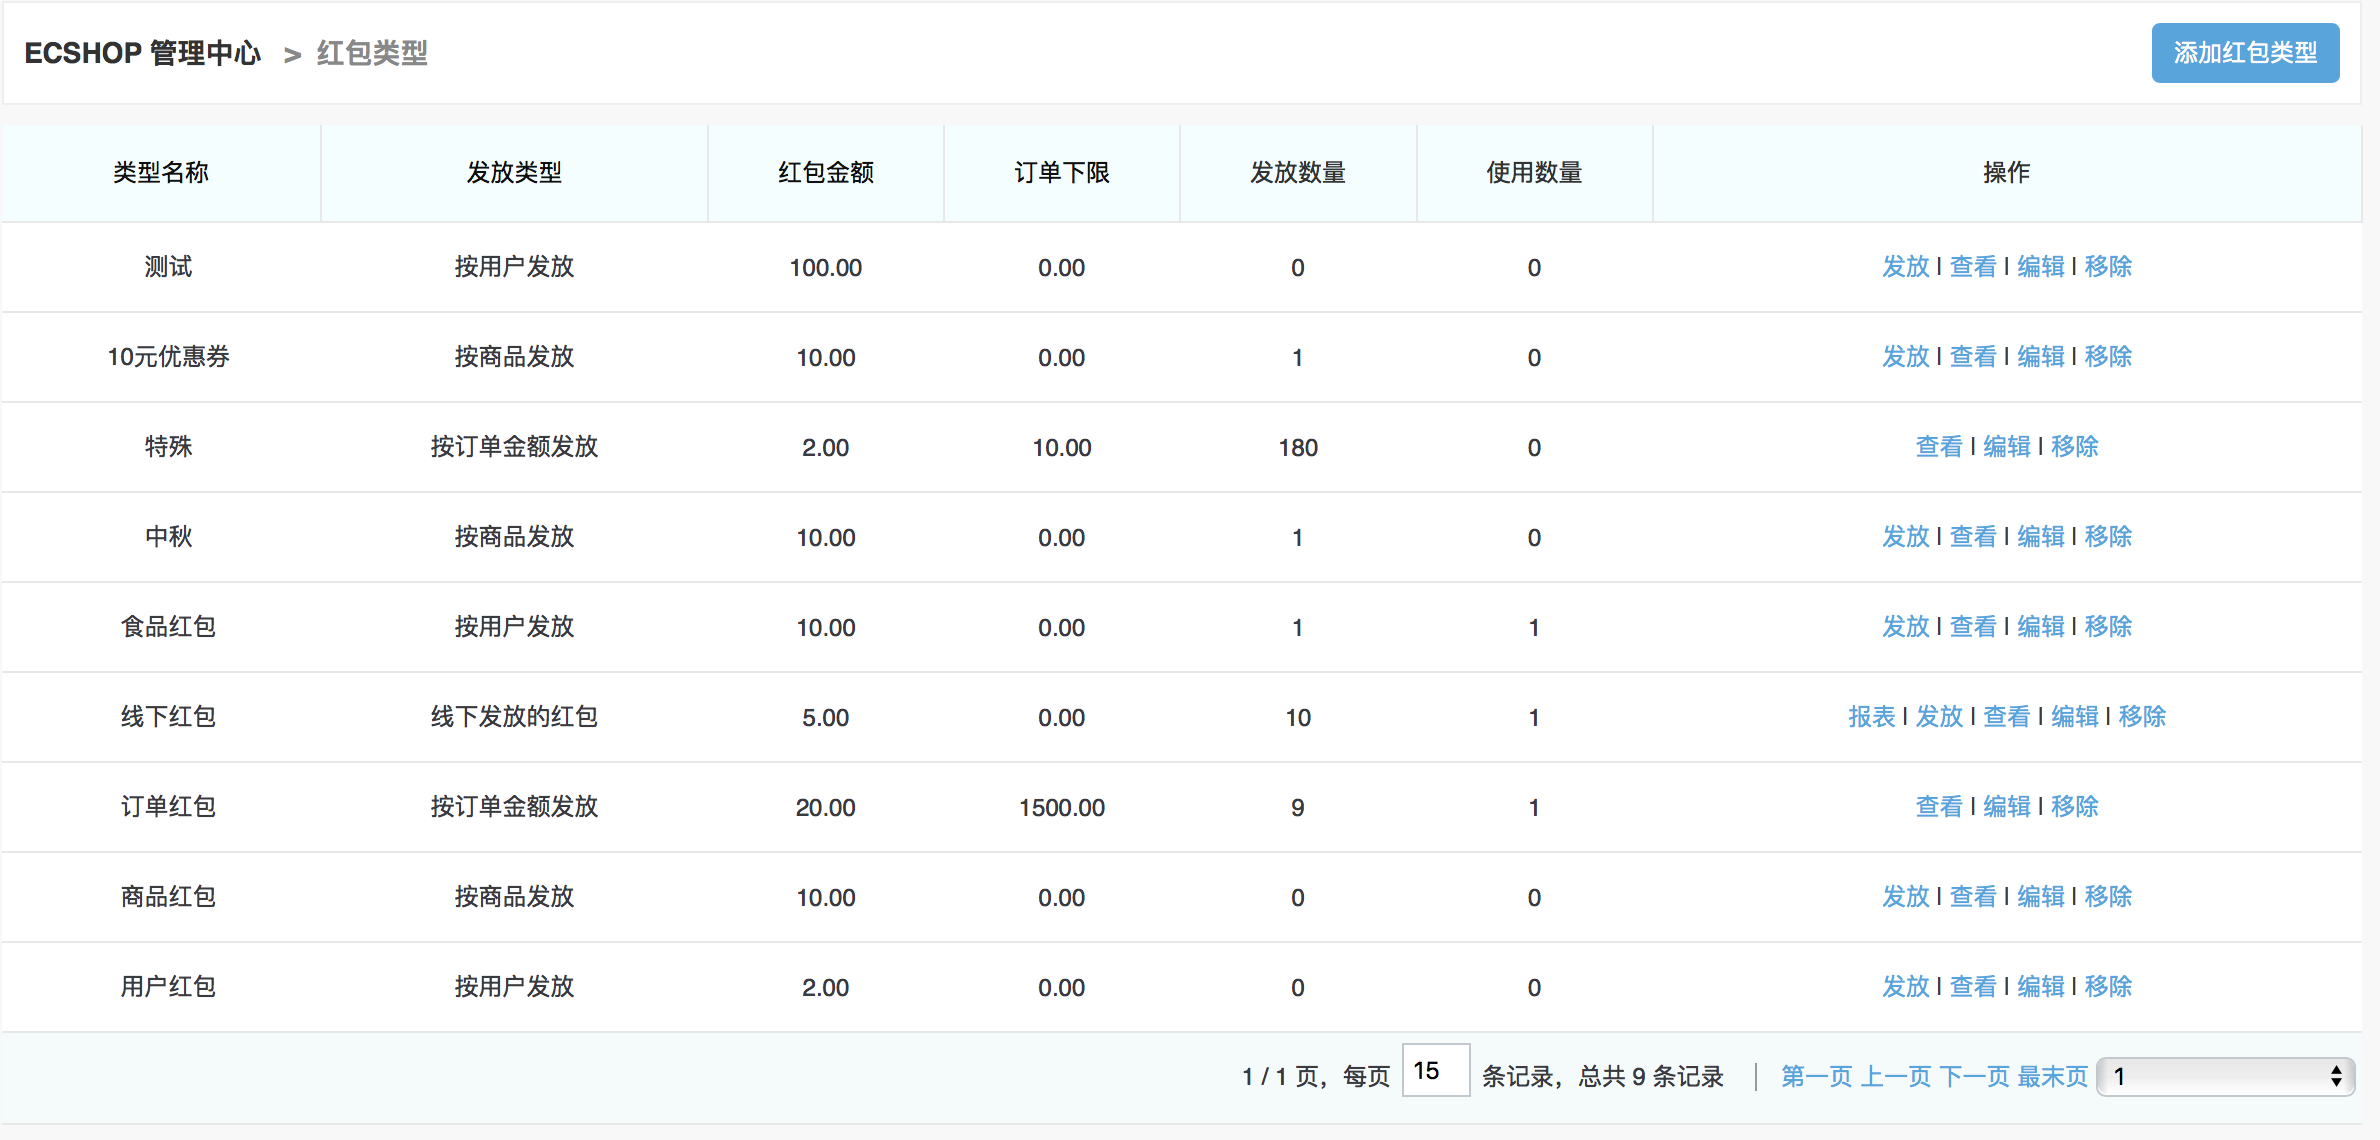 ECSHOP 管理中心 > 红包类型
添加红包类型
类型名称 发放类型 红包金额 订单下限 发放数量 使用数量 操作
测试 按用户发放 100.00 0.00 0 0 发放 | 查看 | 编辑 | 移除
10元优惠券 按商品发放 10.00 0.00 1 0 发放 | 查看 | 编辑 | 移除
特殊 按订单金额发放 2.00 10.00 180 0 查看 | 编辑 | 移除
中秋 按商品发放 10.00 0.00 1 0 发放 | 查看 | 编辑 | 移除
食品红包 按用户发放 10.00 0.00 1 1 发放 | 查看 | 编辑 | 移除
线下红包 线下发放的红包 5.00 0.00 10 1 报表 | 发放 | 查看 | 编辑 | 移除
订单红包 按订单金额发放 20.00 1500.00 9 1 查看 | 编辑 | 移除
商品红包 按商品发放 10.00 0.00 0 0 发放 | 查看 | 编辑 | 移除
用户红包 按用户发放 2.00 0.00 0 0 发放 | 查看 | 编辑 | 移除
1 / 1 页，每页 15 条记录，总共 9 条记录 | 第一页 上一页 下一页 最末页 1